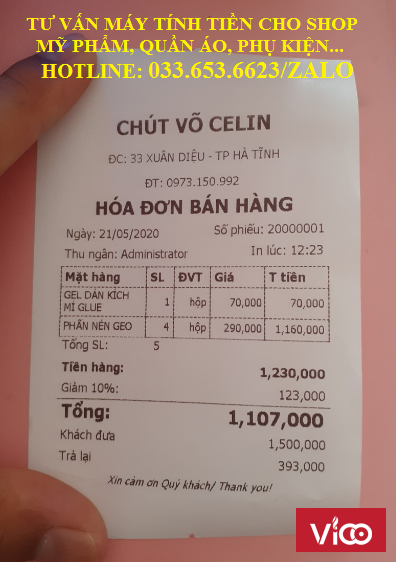 TƯ VẤN MÁY TÍNH TIỀN CHO SHOP
MỸ PHẨM, QUẦN ÁO, PHỤ KIỆN...
HOTLINE: 033.653.6623/ZALO
CHÚT VÕ CELIN
ĐC: 33 XUÂN DIỆU - TP HÀ TĨNH
ĐT: 0973.150.992
HÓA ĐƠN BÁN HÀNG
Ngày: 21/05/2020 Số phiếu: 20000001
Thu ngân: Administrator In lúc: 12:23
Mặt hàng SL ĐVT Giá T tiền
GEL DÁN KÍCH
MÍ GLUE 1 hộp 70,000 70,000
PHẤN NÉN GEO 4 hộp 290,000 1,160,000
Tổng SL: 5
Tiền hàng: 1,230,000
Giảm 10%: 123,000
Tổng: 1,107,000
Khách đưa 1,500,000
Trả lại 393,000
Xin cảm ơn Quý khách/ Thank you!
Vioo